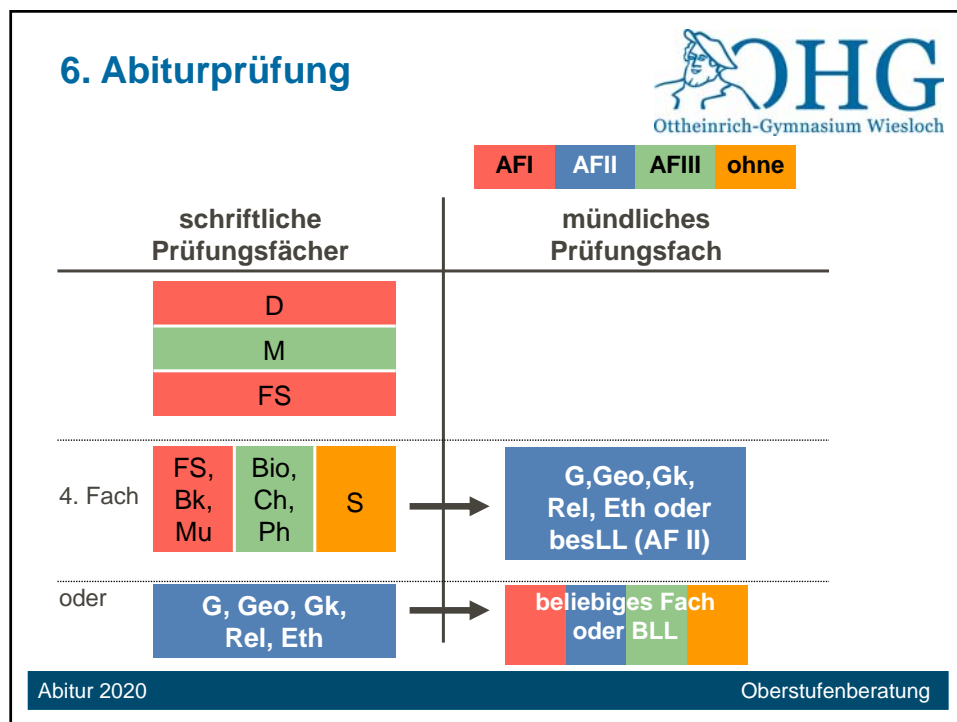 6. Abiturprüfung
OHG
Ottheinrich-Gymnasium Wiesloch
AFI AFII AFIII ohne
schriftliche
Prüfungsfächer
mündliches
Prüfungsfach
D
M
FS
4. Fach
FS,
Bk,
Mu
Bio,
Ch,
Ph
S
G,Geo,Gk,
Rel, Eth oder
besLL (AF II)
oder
G, Geo, Gk,
Rel, Eth
beliebiges Fach
oder BLL
Abitur 2020
Oberstufenberatung